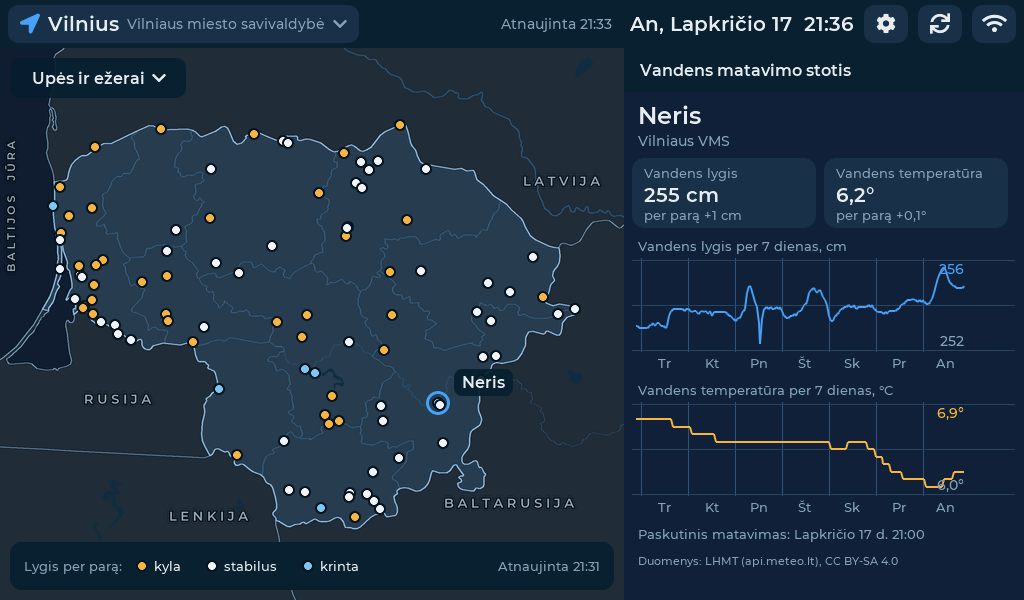 Vilnius Vilniaus miesto savivaldybė
Atnaujinta 21:33
An, Lapkričio 17 21:36
Upės ir ežerai
BALTIJOS JŪRA
LATVIJA
RUSIJA
Neris
LENKIJA
BALTARUSIJA
Lygis per parą: kyla stabilus krinta
Atnaujinta 21:31
Vandens matavimo stotis
Neris
Vilniaus VMS
Vandens lygis
255 cm
per parą +1 cm
Vandens temperatūra
6,2°
per parą +0,1°
Vandens lygis per 7 dienas, cm
256
252
Tr Kt Pn Št Sk Pr An
Vandens temperatūra per 7 dienas, °C
6,9°
6,0°
Tr Kt Pn Št Sk Pr An
Paskutinis matavimas: Lapkričio 17 d. 21:00
Duomenys: LHMT (api.meteo.lt), CC BY-SA 4.0